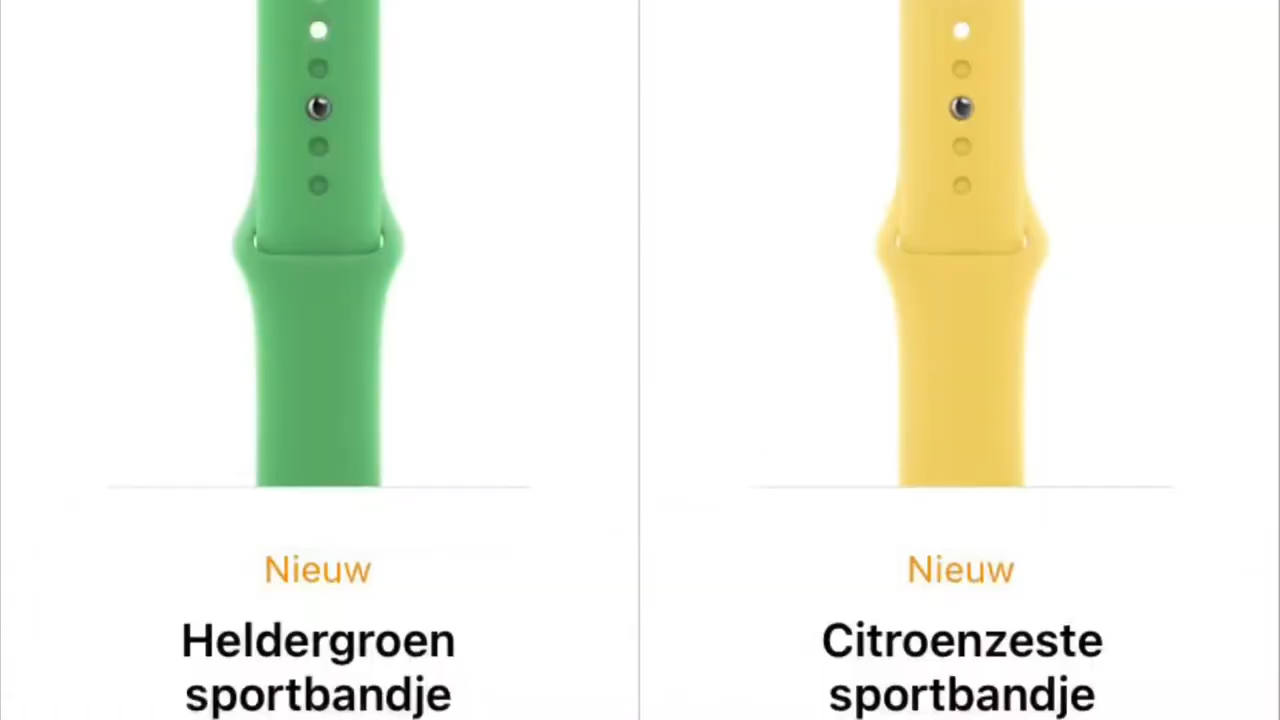 Nieuw
Heldergroen
sportbandje
Nieuw
Citroenzeste
sportbandje